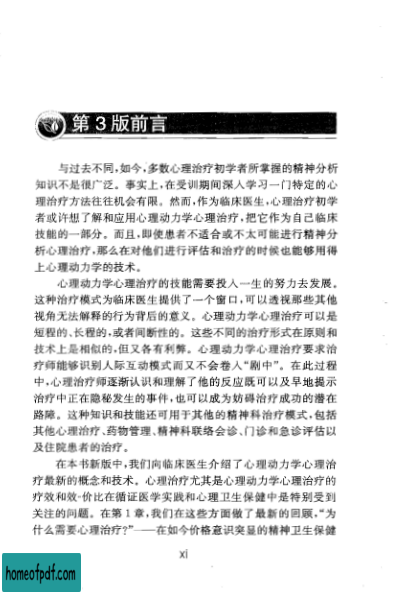 第3版前言
与过去不同,如今,多数心理治疗初学者所掌握的精神分析
知识不是很广泛。事实上,在受训期间深入学习一门特定的心
理治疗方法往往机会有限。然而,作为临床医生,心理治疗初学
者或许想了解和应用心理动力学心理治疗,把它作为自己临床
技能的一部分。而且,即使患者不适合或不太可能进行精神分
析心理治疗,那么在对他们进行评估和治疗的时候也能够用得
上心理动力学的技术。
心理动力学心理治疗的技能需要投入一生的努力去发展。
这种治疗模式为临床医生提供了一个窗口,可以透视那些其他
视角无法解释的行为背后的意义。心理动力学心理治疗可以是
短程的、长程的,或者间断性的。这些不同的治疗形式在原则和
技术上是相似的,但又各有利弊。心理动力学心理治疗要求治
疗师能够识别人际互动模式而又不会卷入“剧中”。在此过程
中,心理治疗师逐渐认识和理解了他的反应既可以及早地提示
治疗中正在隐秘发生的事件,也可以成为妨碍治疗成功的潜在
路障。这种知识和技能还可用于其他的精神科治疗模式,包括
其他心理治疗、药物管理、精神科联络会诊、门诊和急诊评估以
及住院患者的治疗。
在本书新版中,我们向临床医生介绍了心理动力学心理治
疗最新的概念和技术。心理治疗尤其是心理动力学心理治疗的
疗效和效-价比在循证医学实践和心理卫生保健中是特别受到
关注的问题。在第1章,我们在这些方面做了最新的回顾,“为
什么需要心理治疗?”——在如今价格意识突显的精神卫生保健
xi
homeofpdf.com